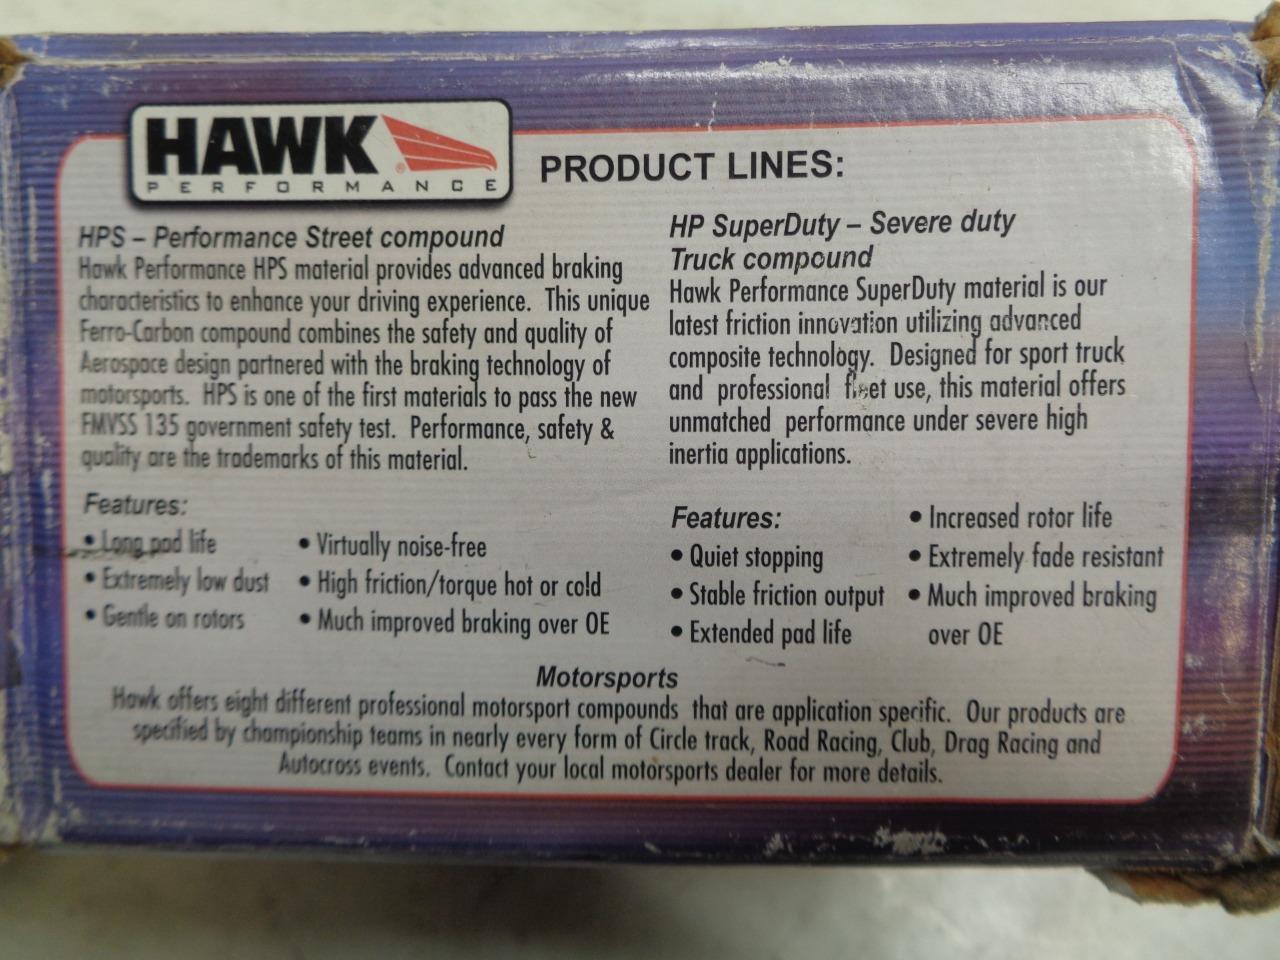 HAWK
PERFORMANCE
PRODUCT LINES:
HPS – Performance Street compound
Hawk Performance HPS material provides advanced braking
characteristics to enhance your driving experience. This unique
Ferro-Carbon compound combines the safety and quality of
Aerospace design partnered with the braking technology of
motorsports. HPS is one of the first materials to pass the new
FMVSS 135 government safety test. Performance, safety &
quality are the trademarks of this material.
Features:
• Long pad life
• Extremely low dust
• Gentle on rotors
• Virtually noise-free
• High friction/torque hot or cold
• Much improved braking over OE
HP SuperDuty – Severe duty
Truck compound
Hawk Performance SuperDuty material is our
latest friction innovation utilizing advanced
composite technology. Designed for sport truck
and professional fleet use, this material offers
unmatched performance under severe high
inertia applications.
Features:
• Quiet stopping
• Stable friction output
• Extended pad life
• Increased rotor life
• Extremely fade resistant
• Much improved braking
over OE
Motorsports
Hawk offers eight different professional motorsport compounds that are application specific. Our products are
specified by championship teams in nearly every form of Circle track, Road Racing, Club, Drag Racing and
Autocross events. Contact your local motorsports dealer for more details.